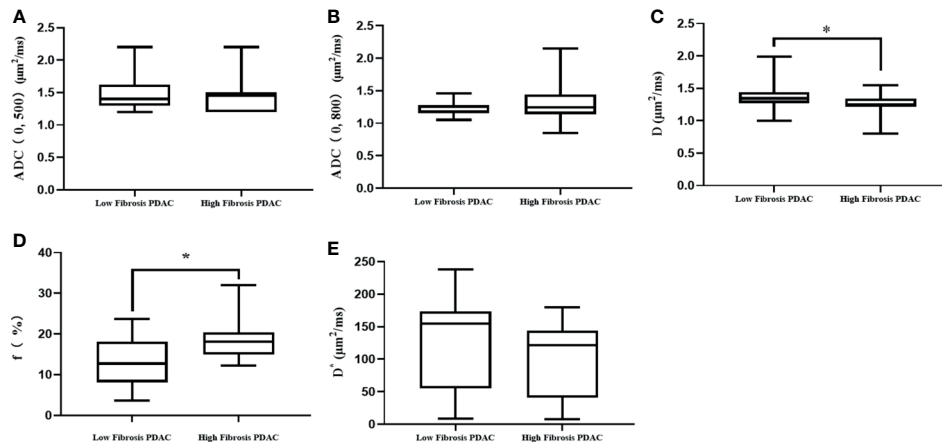 A
ADC（0, 500）(μm²/ms)
2.5
2.0
1.5
1.0
0.5
0.0
Low Fibrosis PDAC
High Fibrosis PDAC
B
ADC（0, 800）(μm²/ms)
2.5
2.0
1.5
1.0
0.5
0.0
Low Fibrosis PDAC
High Fibrosis PDAC
C
D (μm²/ms)
2.5
2.0
1.5
1.0
0.5
0.0
*
Low Fibrosis PDAC
High Fibrosis PDAC
D
f（ %）
40
30
20
10
0
*
Low Fibrosis PDAC
High Fibrosis PDAC
E
D* (μm²/ms)
250
200
150
100
50
0
Low Fibrosis PDAC
High Fibrosis PDAC